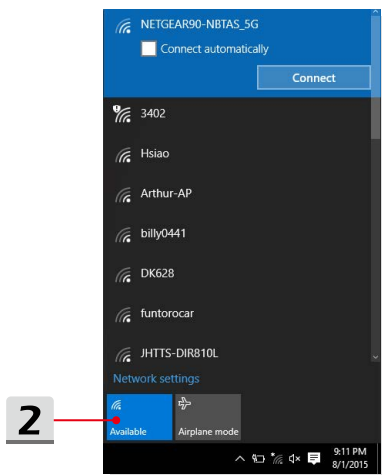 NETGEAR90-NBTAS_5G
Connect automatically
Connect
3402
Hsiao
Arthur-AP
billy0441
DK628
funtorocar
JHTTS-DIR810L
Network settings
2
Available
Airplane mode
9:11 PM
8/1/2015